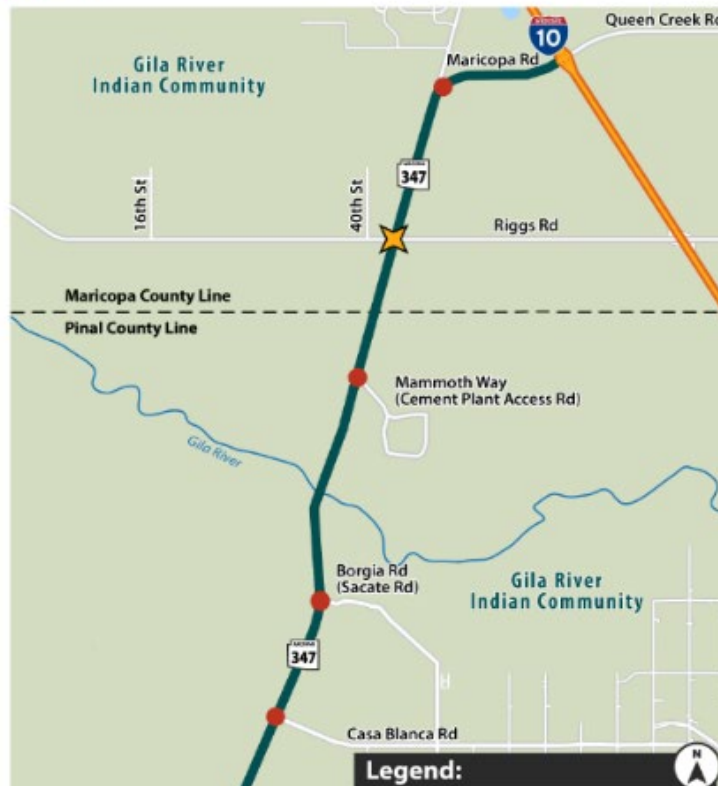 10
Queen Creek Rd
Maricopa Rd
Gila River
Indian Community
347
16th St
40th St
Riggs Rd
Maricopa County Line
Pinal County Line
Mammoth Way
(Cement Plant Access Rd)
Gila River
Borgia Rd
(Sacate Rd)
Gila River
Indian Community
347
Casa Blanca Rd
Legend:
N